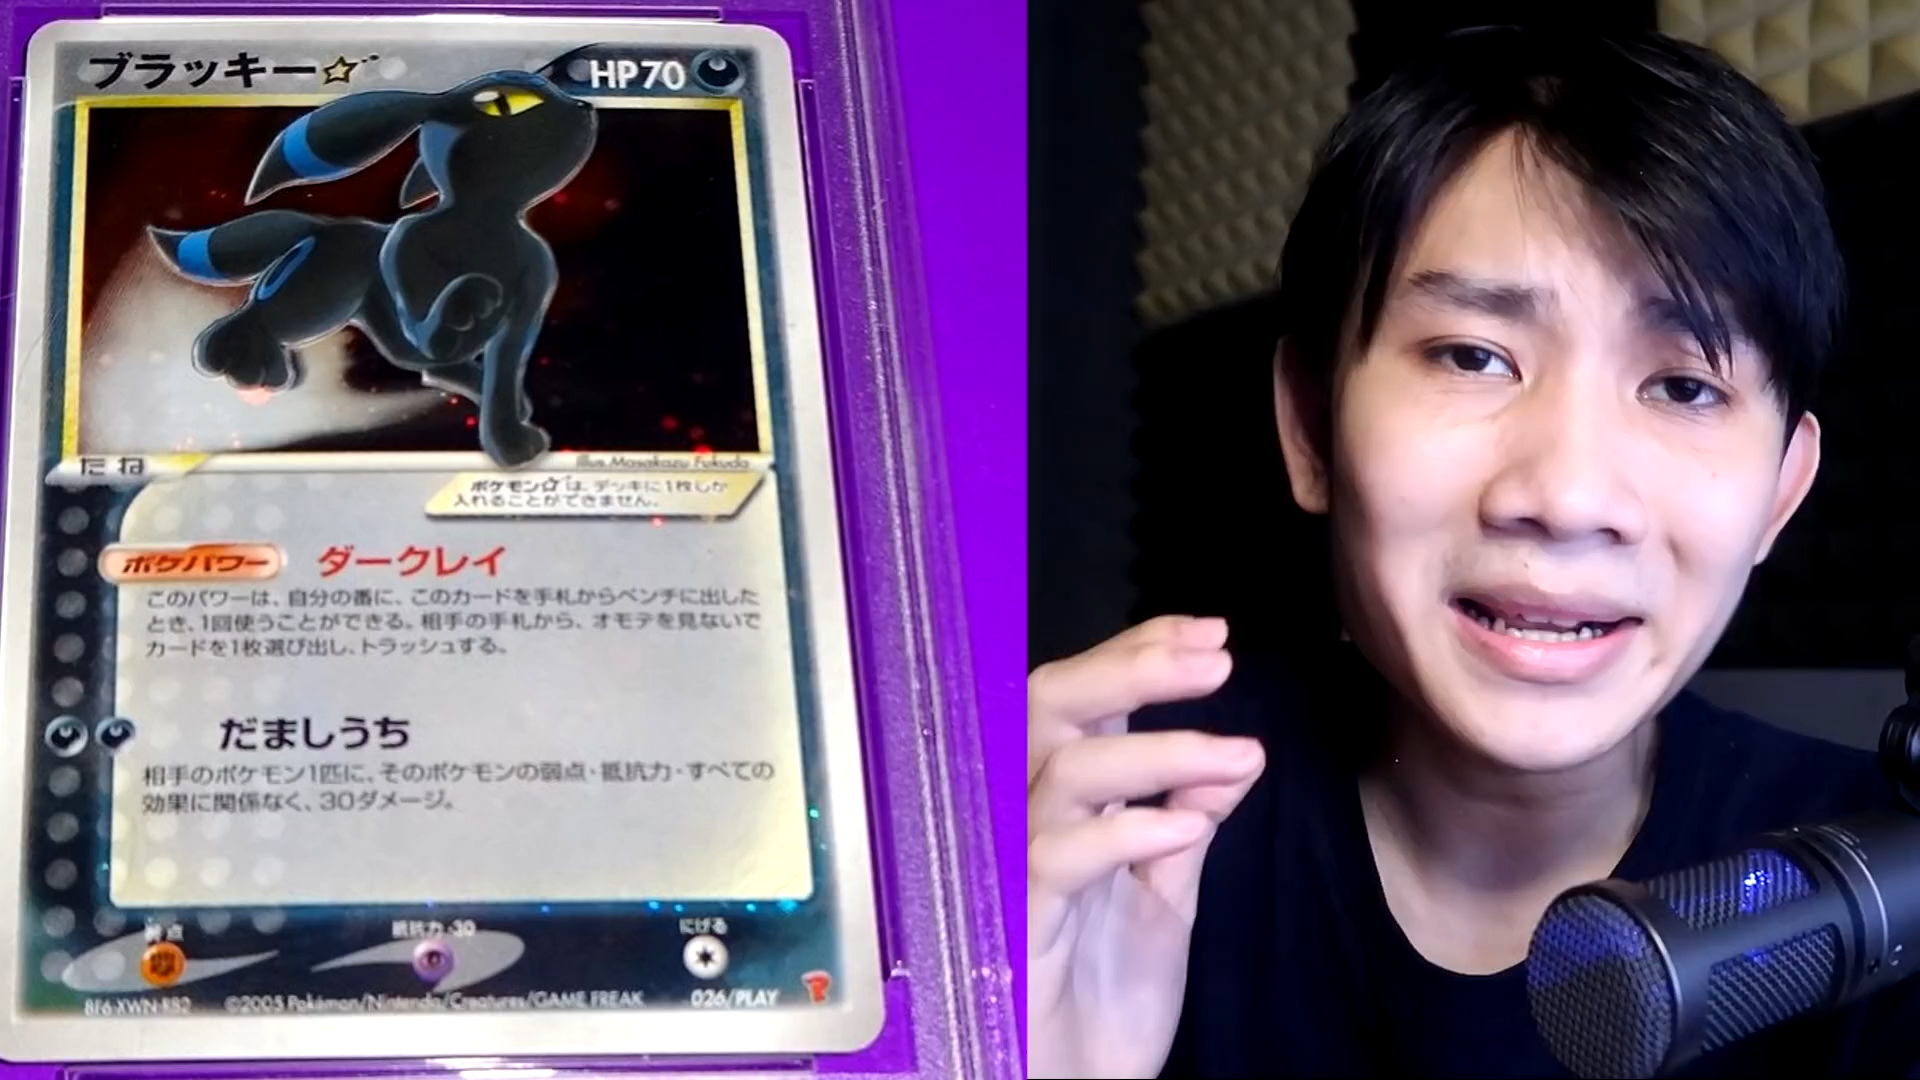 ブラッキー☆
HP70
たね
Illus.Masakazu Fukuda
ポケモン☆は、デッキに1枚しか
入れることができません。
ポケパワー ダークレイ
このパワーは、自分の番に、このカードを手札からベンチに出した
とき、1回使うことができる。相手の手札から、オモテを見ないで
カードを1枚選び出し、トラッシュする。
だましうち
相手のポケモン1匹に、そのポケモンの弱点・抵抗力・すべての
効果に関係なく、30ダメージ。
弱点 抵抗力 -30 にげる
©2005 Pokémon/Nintendo/Creatures/GAME FREAK 026/PLAY